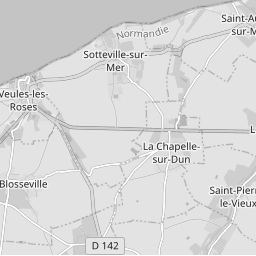 Normandie
Saint-Au
sur-M
Sotteville-sur-
Mer
Veules-les-
Roses
L
La Chapelle-
sur-Dun
Blosseville
Saint-Pierr
le-Vieux
D 142